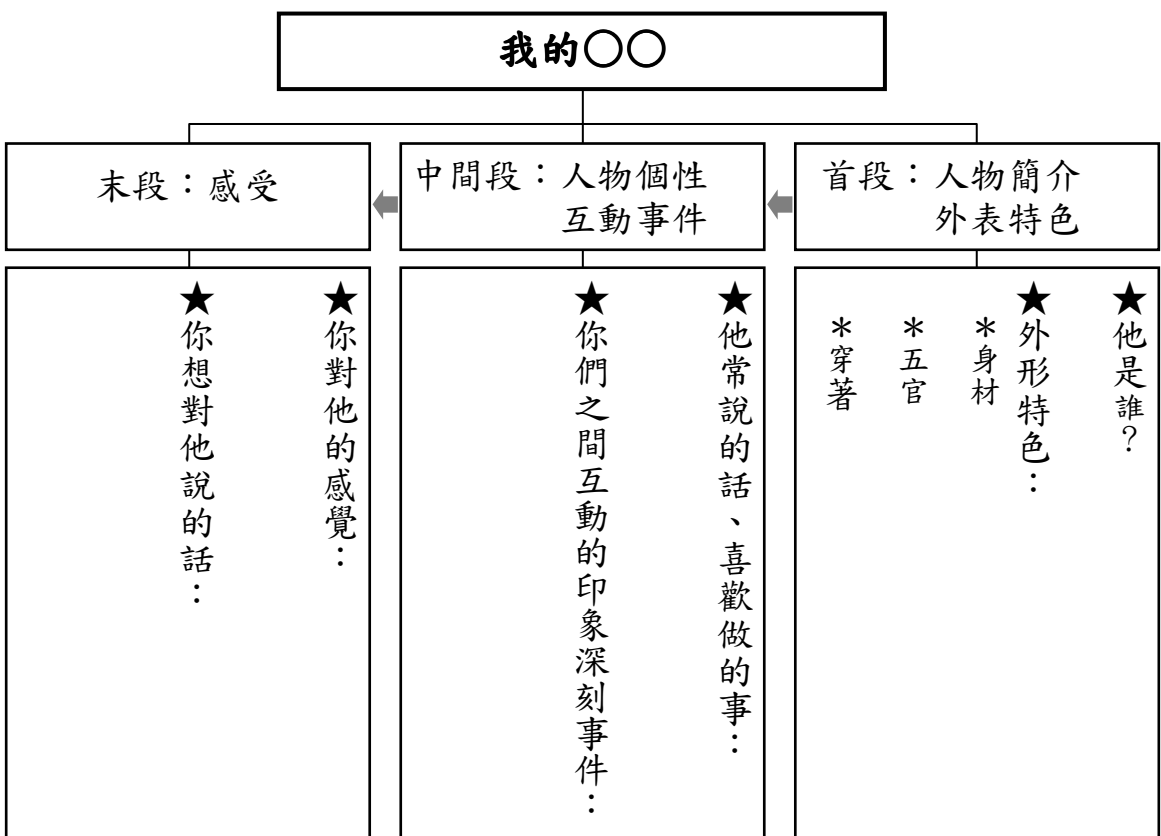 我的○○
首段：人物簡介
外表特色
★他是誰？
★外形特色：
＊身材
＊五官
＊穿著
中間段：人物個性
互動事件
★他常說的話、喜歡做的事：
★你們之間互動的印象深刻事件：
末段：感受
★你對他的感覺：
★你想對他說的話：